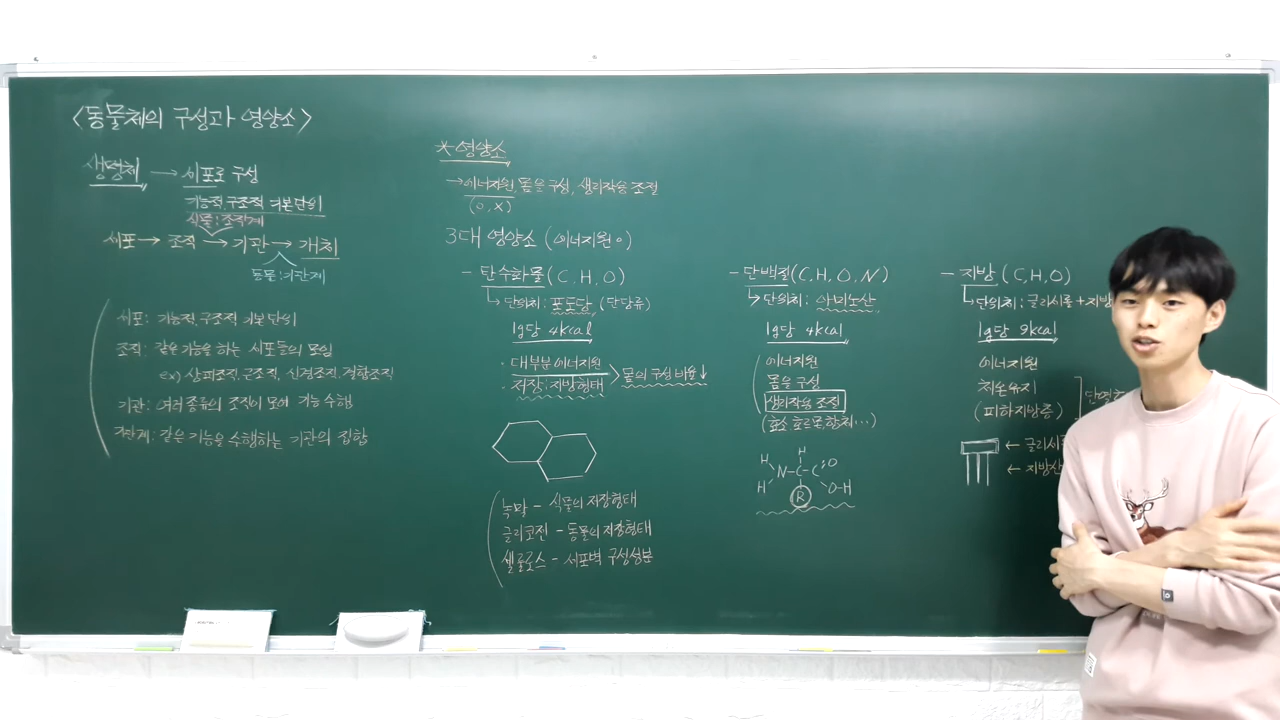 <동물체의 구성과 영양소>
생명체 → 세포로 구성
기능적 구조적 기본단위
식물: 조직계
세포 → 조직 → 기관 → 개체
동물: 기관계
세포: 기능적, 구조적 기본단위
조직: 같은 기능을 하는 세포들의 모임
ex) 상피조직, 근조직, 신경조직, 결합조직
기관: 여러 종류의 조직이 모여 기능수행
기관계: 같은 기능을 수행하는 기관의 집합
* 영양소
→ 에너지원 몸을 구성, 생리작용 조절
(O, X)
3대 영양소 (에너지원 o)
- 탄수화물 (C, H, O)
↳ 단위체: 포도당, (단당류)
1g당 4kcal
· 대부분 에너지원
· 저장: 지방형태
몸의 구성 비율↓
녹말 - 식물의 저장형태
글리코젠 - 동물의 저장형태
셀룰로스 - 세포벽 구성성분
- 단백질 (C, H, O, N)
↳ 단위체: 아미노산
1g당 4kcal
에너지원
몸을 구성
생리작용 조절
(효소 호르몬 항체…)
H H O
N - C - C
H R O-H
- 지방 (C, H, O)
↳ 단위체: 글리세롤 + 지방
1g당 9kcal
에너지원
체온유지
(피하지방층)
← 글리세
← 지방산